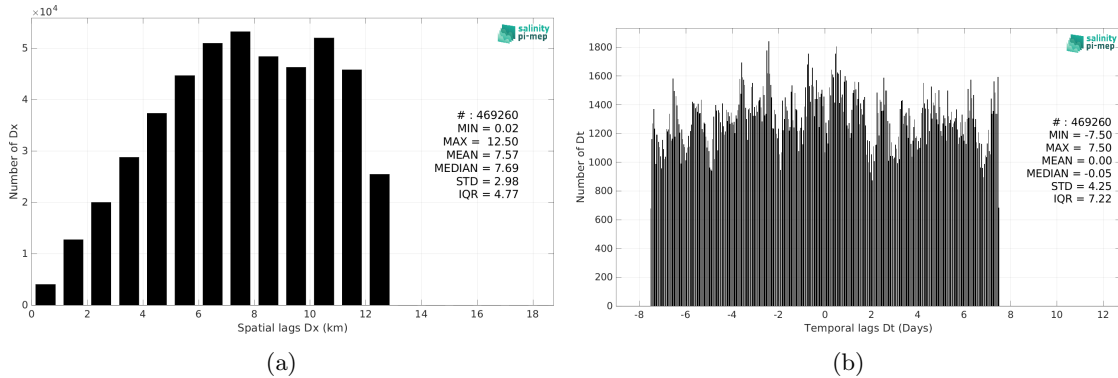 ×10⁴
5
4
3
2
1
0
Number of Dx
0 2 4 6 8 10 12 14 16 18
Spatial lags Dx (km)
salinity
pi-mep
# : 469260
MIN = 0.02
MAX = 12.50
MEAN = 7.57
MEDIAN = 7.69
STD = 2.98
IQR = 4.77
(a)
1800
1600
1400
1200
1000
800
600
400
200
0
Number of Dt
-8 -6 -4 -2 0 2 4 6 8 10 12
Temporal lags Dt (Days)
salinity
pi-mep
# : 469260
MIN = -7.50
MAX = 7.50
MEAN = 0.00
MEDIAN = -0.05
STD = 4.25
IQR = 7.22
(b)